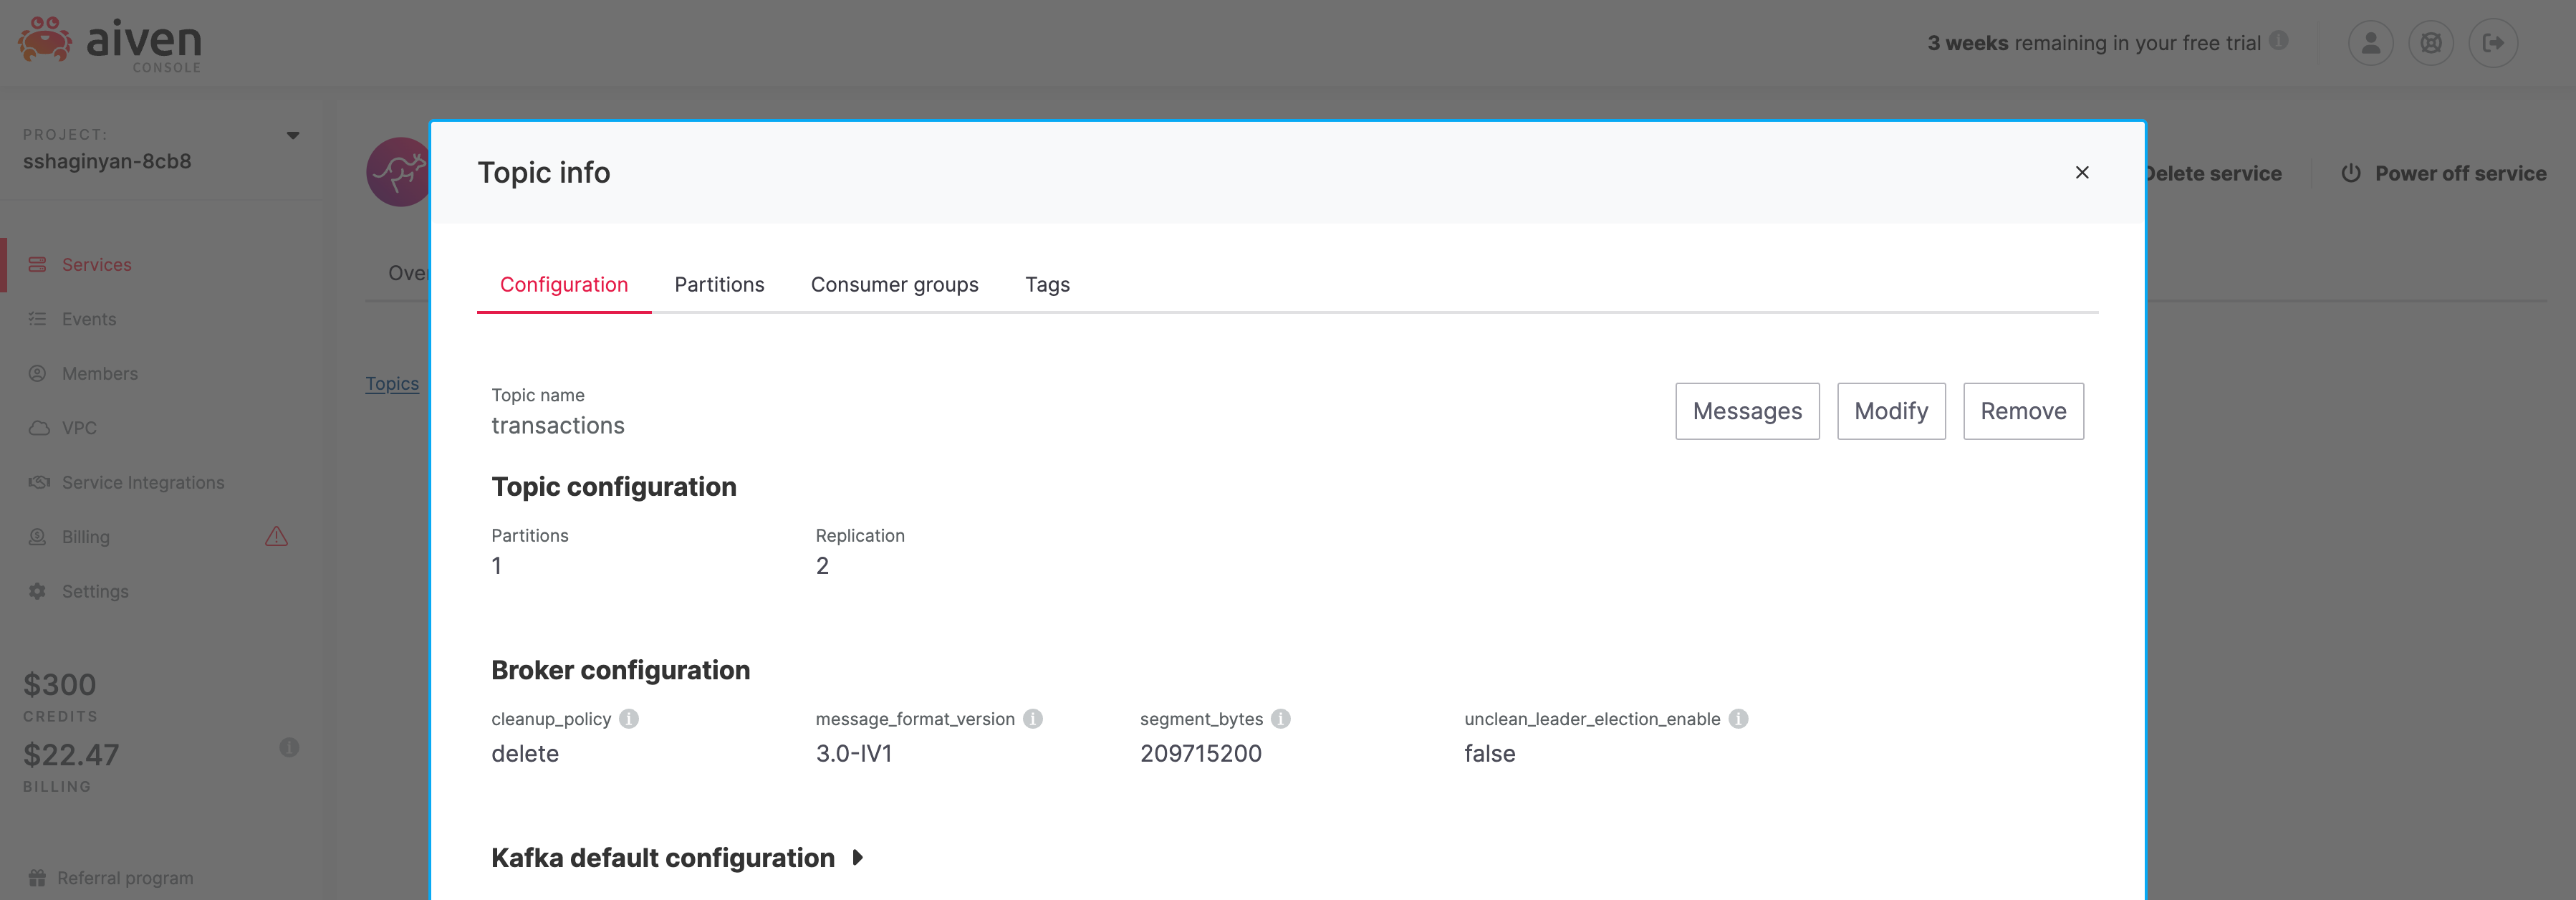 aiven
CONSOLE
3 weeks remaining in your free trial
PROJECT:
sshaginyan-8cb8
Services
Events
Members
VPC
Service Integrations
Billing
Settings
$300
CREDITS
$22.47
BILLING
Referral program
Over
Topics
Delete service
Power off service
Topic info
Configuration
Partitions
Consumer groups
Tags
Topic name
transactions
Messages
Modify
Remove
Topic configuration
Partitions
Replication
1
2
Broker configuration
cleanup_policy
message_format_version
segment_bytes
unclean_leader_election_enable
delete
3.0-IV1
209715200
false
Kafka default configuration